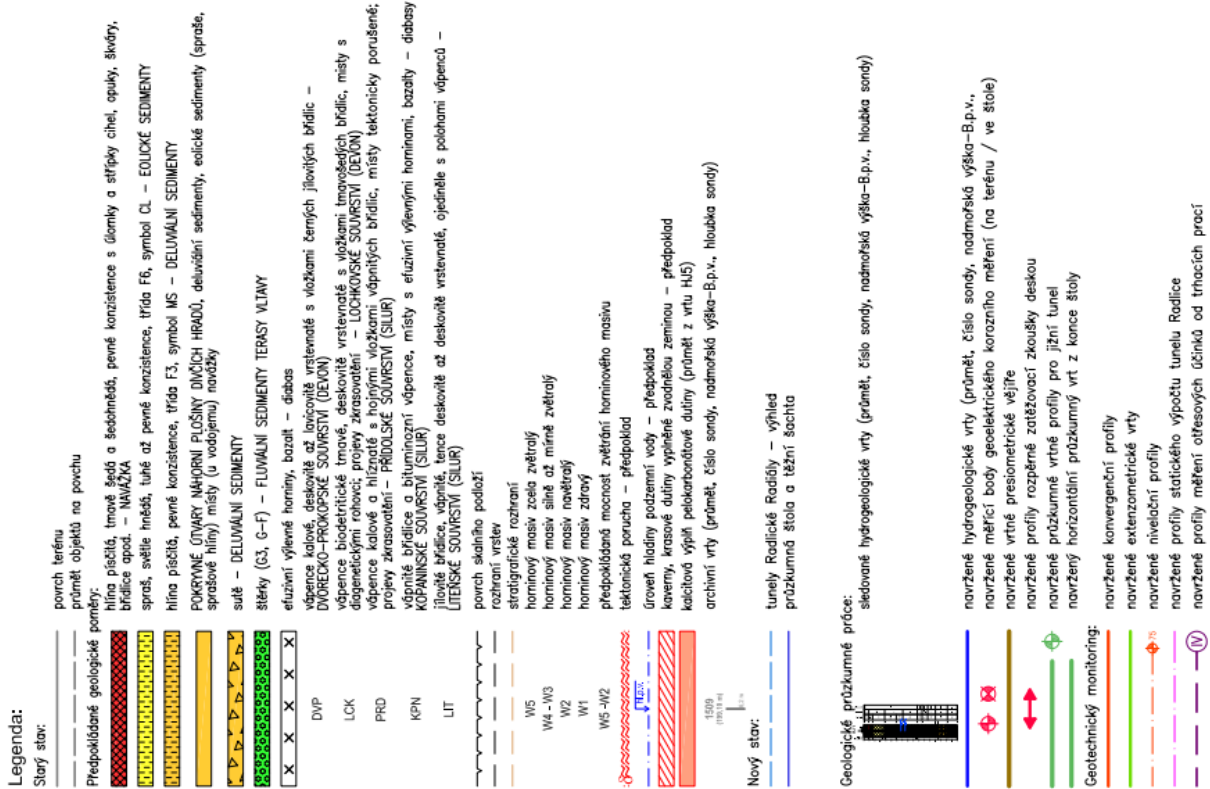 Legenda:
Starý stav:
povrch terénu
průmět objektů na povchu
Předpokládané geologické poměry:
hlína písčitá, tmavě šedá a šedohnědá, pevné konzistence s úlomky a střípky cihel, opuky, škváry,
břidlice apod. – NAVÁŽKA
spraš, světle hnědá, tuhé až pevné konzistence, třída F6, symbol CL – EOLICKÉ SEDIMENTY
hlína písčitá, pevné konzistence, třída F3, symbol MS – DELUVIÁLNÍ SEDIMENTY
POKRYVNÉ ÚTVARY NÁHORNÍ PLOŠINY DIVČÍCH HRADŮ, deluviální sedimenty, eolické sedimenty (spraše,
sprašové hlíny) místy (u vodojemu) navážky
sutě – DELUVIÁLNÍ SEDIMENTY
štěrky (G3, G–F) – FLUVIÁLNÍ SEDIMENTY TERASY VLTAVY
efuzivní výlevné horniny, bazalt – diabas
DVP
vápence kalové, deskovitě až lavicovitě vrstevnaté s vložkami černých jílovitých břidlic –
DVORECKO–PROKOPSKÉ SOUVRSTVÍ (DEVON)
LCK
vápence biodetritické tmavé, deskovitě vrstevnaté s vložkami tmavošedých břidlic, místy s
diagenetickými rohovci; projevy zkrasovatění – LOCHKOVSKÉ SOUVRSTVÍ (DEVON)
PRD
vápence kalové a hlíznaté s hojnými vložkami vápnitých břidlic, místy tektonicky porušené;
projevy zkrasovatění – PŘÍDOLSKÉ SOUVRSTVÍ (SILUR)
KPN
vápnité břidlice a bituminozní vápence, místy s efuzivní výlevnými horninami, bazalty – diabasy
KOPANINSKÉ SOUVRSTVÍ (SILUR)
LIT
jílovité břidlice, vápnité, tence deskovitě až deskovitě vrstevnaté, ojediněle s polohami vápenců –
LITEŇSKÉ SOUVRSTVÍ (SILUR)
povrch skalního podloží
rozhraní vrstev
stratigrafické rozhraní
W5 horninový masiv zcela zvětralý
W4 - W3 horninový masiv silně až mírně zvětralý
W2 horninový masiv navětralý
W1 horninový masiv zdravý
W5 -W2 předpokládaná mocnost zvětrání horninového masivu
tektonická porucha – předpoklad
H.p.v. úroveň hladiny podzemní vody – předpoklad
kaverny, krasové dutiny vyplněné zvodnělou zeminou – předpoklad
kalcitová výplň pelokarbonátové dutiny (průmět z vrtu HJ5)
1509 archivní vrty (průmět, číslo sondy, nadmořská výška–B.p.v., hloubka sondy)
Nový stav:
tunely Radlické Radiály – výhled
průzkumná štola a těžní šachta
Geologické průzkumné práce:
sledované hydrogeologické vrty (průmět, číslo sondy, nadmořská výška–B.p.v., hloubka sondy)
navržené hydrogeologické vrty (průmět, číslo sondy, nadmořská výška–B.p.v.,
navržené měřící body geoelektrického korozního měření (na terénu / ve štole)
navržené vrtné presiometrické vějíře
navržené profily rozpěrné zatěžovací zkoušky deskou
navržené průzkumné vrtné profily pro jižní tunel
navržený horizontální průzkumný vrt z konce štoly
Geotechnický monitoring:
navržené konvergenční profily
navržené extenzometrické vrty
75 navržené nivelační profily
navržené profily statického výpočtu tunelu Radlice
IV navržené profily měření otřesových účinků od trhacích prací